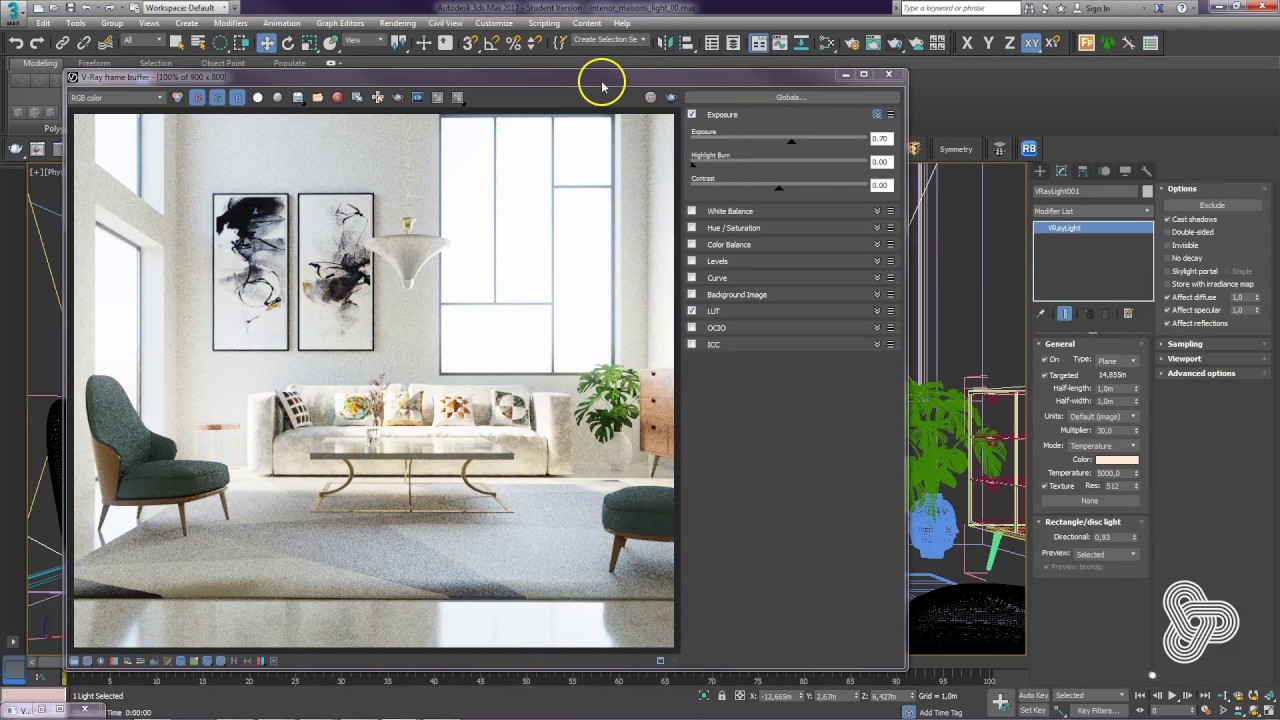 MAX
Workspace: Default
Autodesk 3ds Max 2017 - Student Version interior_maisons_light_00.max
Type a keyword or phrase
Sign In
Edit Tools Group Views Create Modifiers Animation Graph Editors Rendering Civil View Customize Scripting Content Help
All
View
Create Selection Se
X Y Z XY
Fp
Modeling Freeform Selection Object Paint Populate
V-Ray frame buffer - [100% of 900 x 800]
RGB color
Globals...
Exposure
Exposure
0.70
Highlight Burn
0.00
Contrast
0.00
White Balance
Hue / Saturation
Color Balance
Levels
Curve
Background Image
LUT
OCIO
ICC
Polyg
[+] [Phys
Symmetry
RB
VRayLight001
Modifier List
VRayLight
Options
Exclude
Cast shadows
Double-sided
Invisible
No decay
Skylight portal Simple
Store with irradiance map
Affect diffuse 1,0
Affect specular 1,0
Affect reflections
Sampling
Viewport
Advanced options
General
On Type: Plane
Targeted 14,855m
Half-length: 1,0m
Half-width: 1,0m
Units: Default (image)
Multiplier: 30,0
Mode: Temperature
Color:
Temperature: 5000,0
Texture Res: 512
None
Rectangle/disc light
Directional: 0,93
Preview: Selected
Preview texmap
0 5 10 15 20 25 30 35 40 45 50 55 60 65 70 75 80 85 90 95 100
1 Light Selected
X: -12,665m Y: 2,67m Z: 6,427m Grid = 1,0m
Auto Key Selected
Set Key Key Filters... 0
Time 0:00:00
Add Time Tag